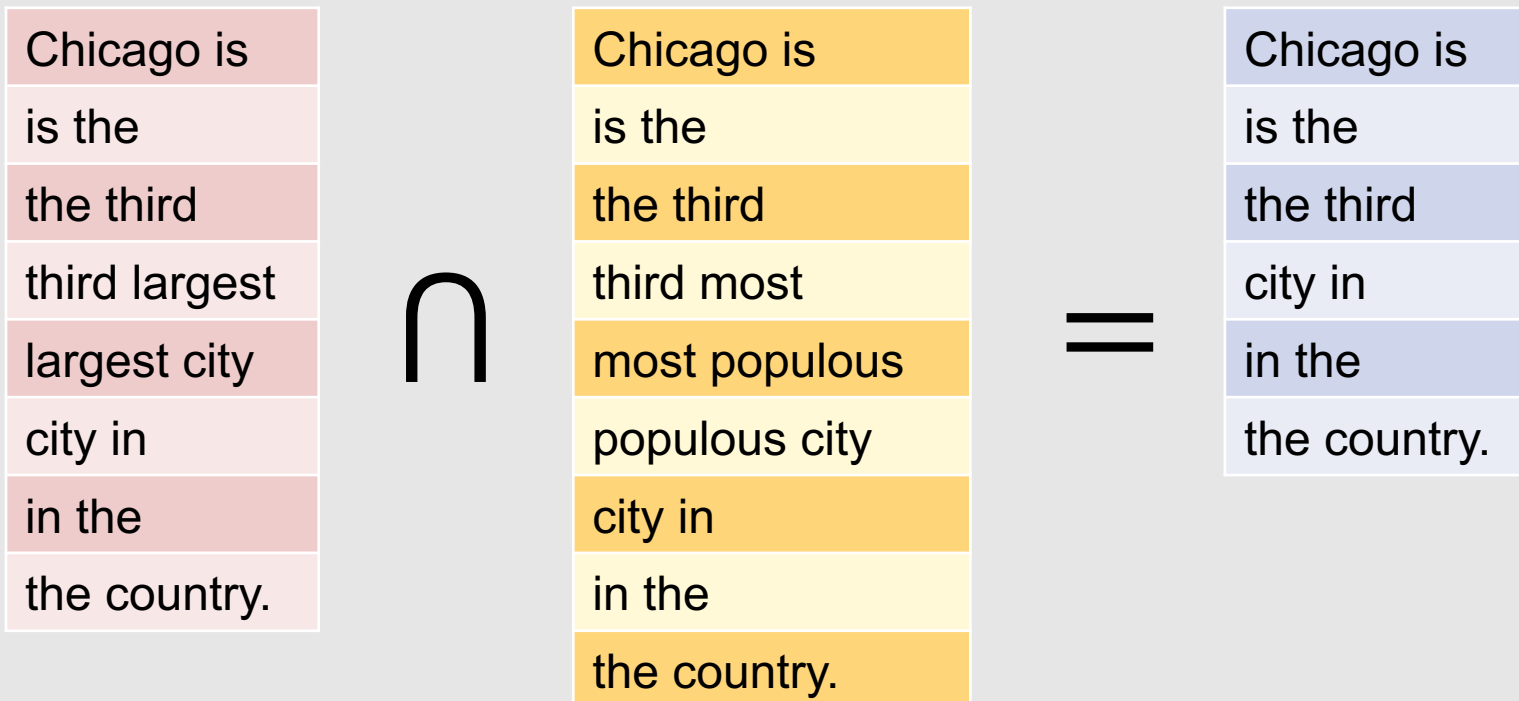 Chicago is
is the
the third
third largest
largest city
city in
in the
the country.
∩
Chicago is
is the
the third
third most
most populous
populous city
city in
in the
the country.
=
Chicago is
is the
the third
city in
in the
the country.